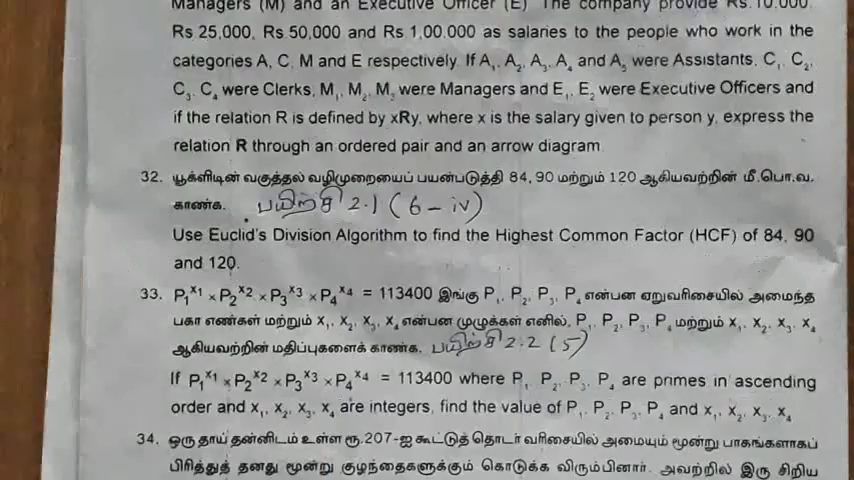 Managers (M) and an Executive Officer (E) The company provide Rs.10.000.
Rs 25,000, Rs.50,000 and Rs 1,00.000 as salaries to the people who work in the
categories A, C, M and E respectively. If A₁, A₂, A₃, A₄ and A₅ were Assistants, C₁, C₂,
C₃, C₄ were Clerks, M₁, M₂, M₃ were Managers and E₁, E₂ were Executive Officers and
if the relation R is defined by xRy, where x is the salary given to person y, express the
relation R through an ordered pair and an arrow diagram.
32. யூக்ளிடின் வகுத்தல் வழிமுறையைப் பயன்படுத்தி 84, 90 மற்றும் 120 ஆகியவற்றின் மீ.பொ.வ.
காண்க. பயிற்சி 2.1 (6 - iv)
Use Euclid's Division Algorithm to find the Highest Common Factor (HCF) of 84, 90
and 120.
33. P₁^x₁ × P₂^x₂ × P₃^x₃ × P₄^x₄ = 113400 இங்கு P₁, P₂, P₃, P₄ என்பன ஏறுவரிசையில் அமைந்த
பகா எண்கள் மற்றும் x₁, x₂, x₃, x₄ என்பன முழுக்கள் எனில், P₁, P₂, P₃, P₄ மற்றும் x₁, x₂, x₃, x₄
ஆகியவற்றின் மதிப்புகளைக் காண்க. பயிற்சி 2.2 (5)
If P₁^x₁ × P₂^x₂ × P₃^x₃ × P₄^x₄ = 113400 where P₁, P₂, P₃, P₄ are primes in ascending
order and x₁, x₂, x₃, x₄ are integers, find the value of P₁, P₂, P₃, P₄ and x₁, x₂, x₃, x₄
34. ஒரு தாய் தன்னிடம் உள்ள ரூ.207-ஐ கூட்டுத் தொடர் வரிசையில் அமையும் மூன்று பாகங்களாகப்
பிரித்துத் தனது மூன்று குழந்தைகளுக்கும் கொடுக்க விரும்பினார். அவற்றில் இரு சிறிய